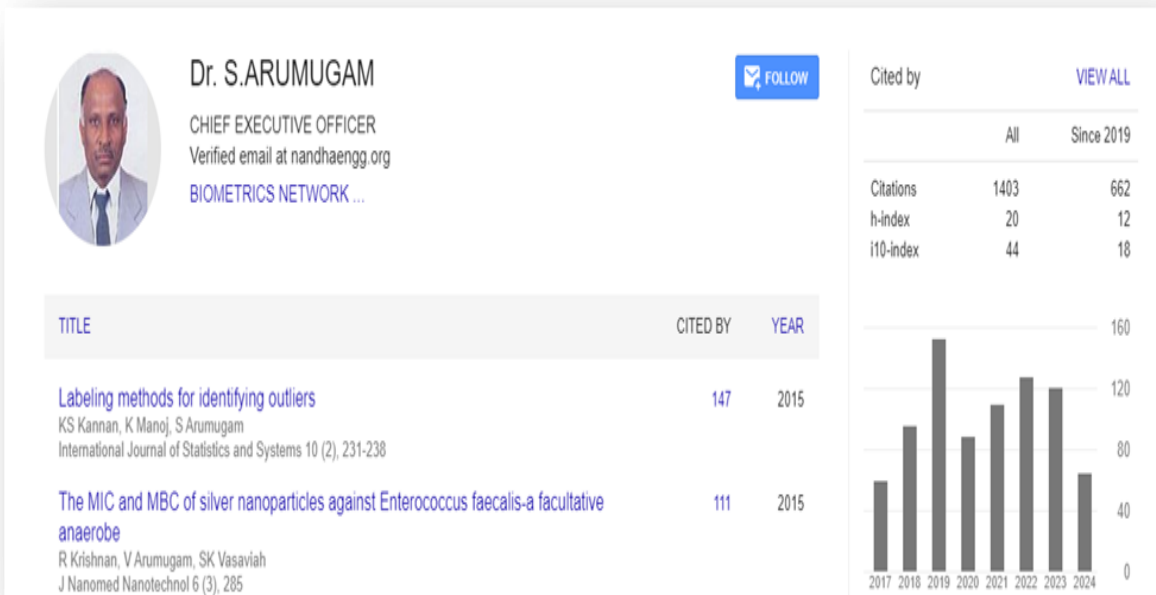 Dr. S.ARUMUGAM
CHIEF EXECUTIVE OFFICER
Verified email at nandhaengg.org
BIOMETRICS NETWORK ...
FOLLOW
TITLE CITED BY YEAR
Labeling methods for identifying outliers 147 2015
KS Kannan, K Manoj, S Arumugam
International Journal of Statistics and Systems 10 (2), 231-238
The MIC and MBC of silver nanoparticles against Enterococcus faecalis-a facultative 111 2015
anaerobe
R Krishnan, V Arumugam, SK Vasaviah
J Nanomed Nanotechnol 6 (3), 285
Cited by VIEW ALL
All Since 2019
Citations 1403 662
h-index 20 12
i10-index 44 18
160
120
80
40
0
2017 2018 2019 2020 2021 2022 2023 2024